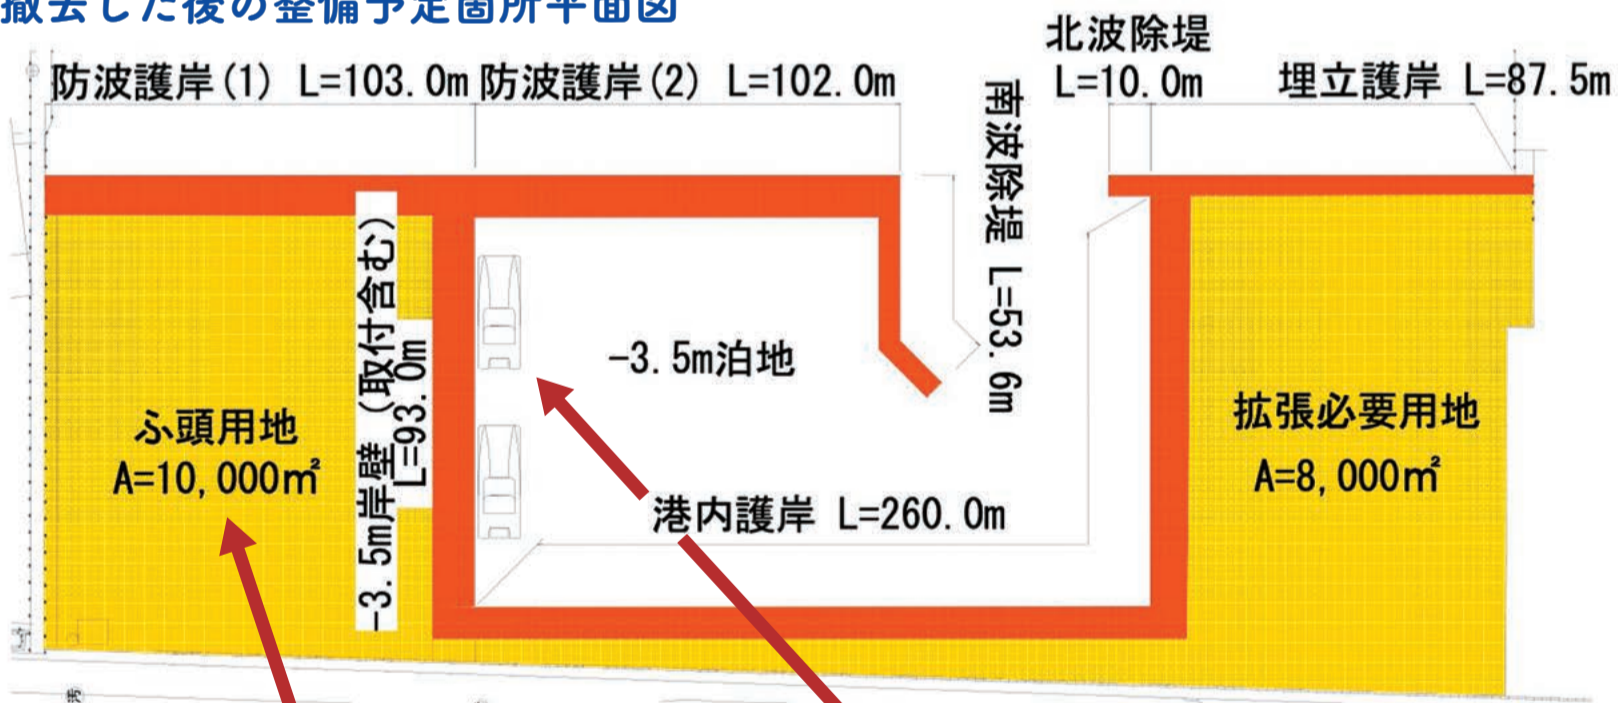 撤去した後の整備予定箇所平面図
防波護岸(1) L=103.0m
防波護岸(2) L=102.0m
北波除堤
L=10.0m
埋立護岸 L=87.5m
南波除堤 L=53.6m
-3.5m岸壁（取付含む）
L=93.0m
-3.5m泊地
ふ頭用地
A=10,000㎡
港内護岸 L=260.0m
拡張必要用地
A=8,000㎡